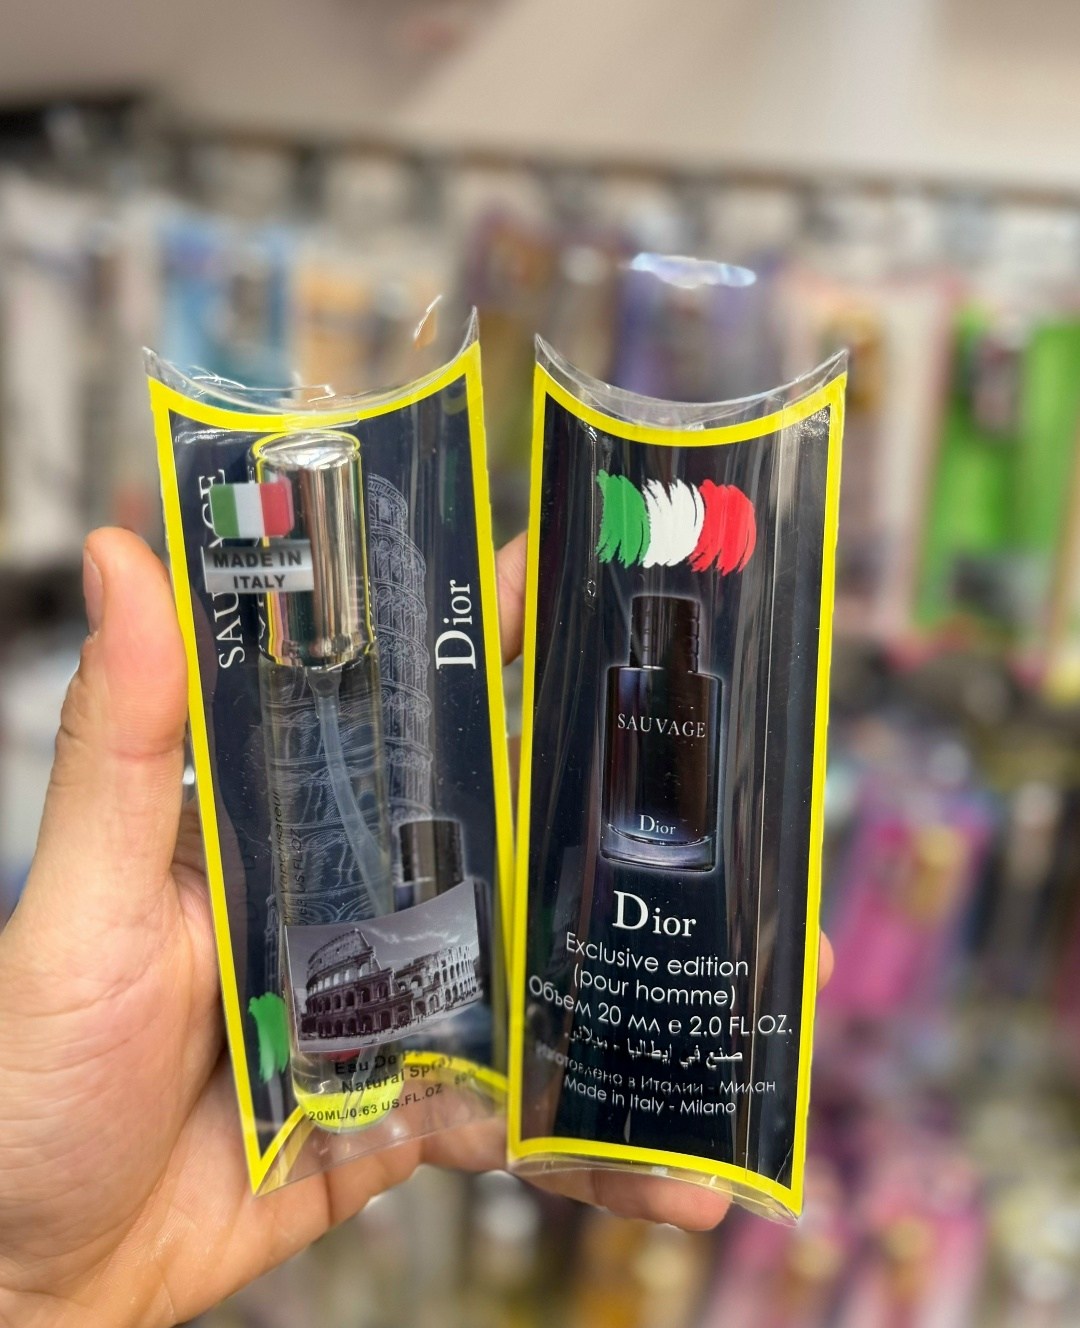 SAUVAGE
MADE IN
ITALY
Dior
Natural Spray
20ML/0.63 US.FL.OZ
SAUVAGE
Dior
Dior
Exclusive edition
(pour homme)
Объем 20 мл е 2.0 FL.OZ.
صنع في إيطاليا - ميلانو
Изготовлено в Италии - Милан
Made in Italy - Milano